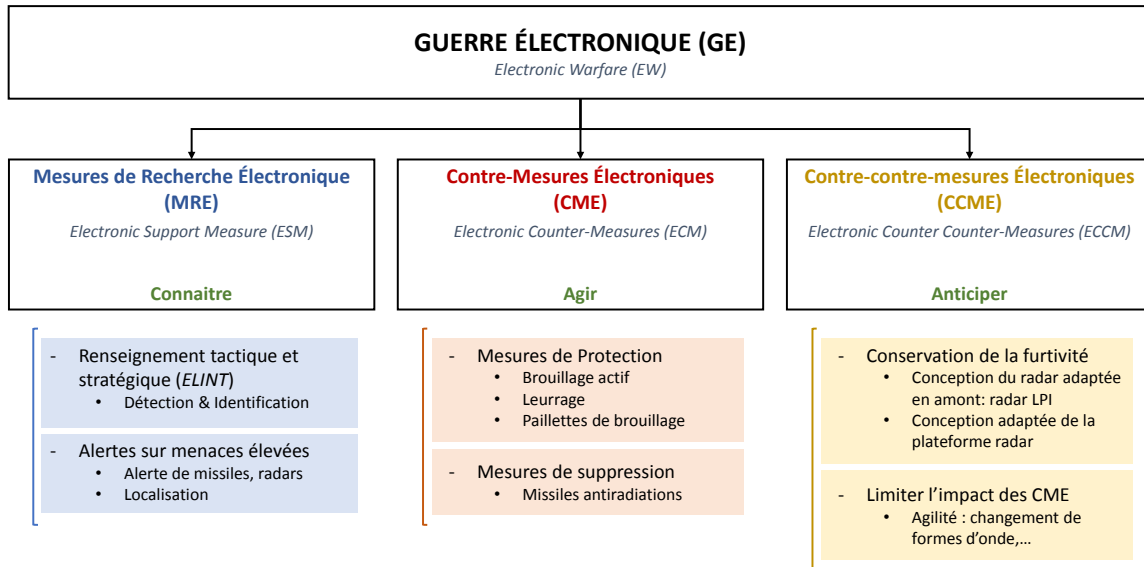 GUERRE ÉLECTRONIQUE (GE)
Electronic Warfare (EW)
Mesures de Recherche Électronique
(MRE)
Electronic Support Measure (ESM)
Connaitre
- Renseignement tactique et
stratégique (ELINT)
• Détection & Identification
- Alertes sur menaces élevées
• Alerte de missiles, radars
• Localisation
Contre-Mesures Électroniques
(CME)
Electronic Counter-Measures (ECM)
Agir
- Mesures de Protection
• Brouillage actif
• Leurrage
• Paillettes de brouillage
- Mesures de suppression
• Missiles antiradiations
Contre-contre-mesures Électroniques
(CCME)
Electronic Counter Counter-Measures (ECCM)
Anticiper
- Conservation de la furtivité
• Conception du radar adaptée
en amont: radar LPI
• Conception adaptée de la
plateforme radar
- Limiter l'impact des CME
• Agilité : changement de
formes d'onde,...